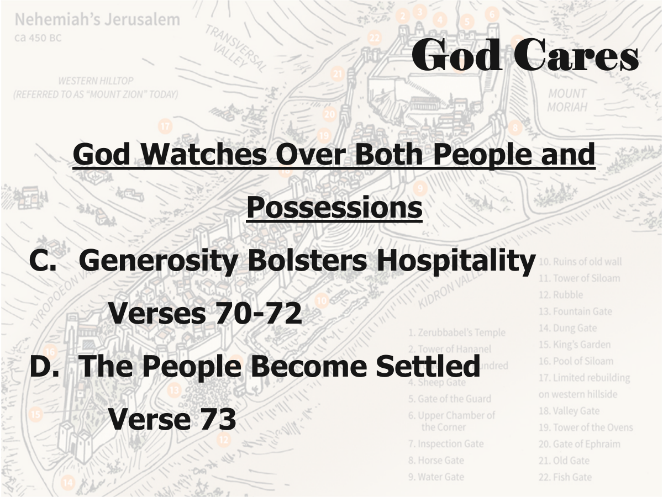 Nehemiah's Jerusalem
ca 450 BC
TRANSVERSAL
VALLEY
God Cares
WESTERN HILLTOP
(REFERRED TO AS "MOUNT ZION" TODAY)
MOUNT
MORIAH
God Watches Over Both People and
Possessions
C. Generosity Bolsters Hospitality
Verses 70-72
D. The People Become Settled
Verse 73
TYROPOEON
KIDRON VALLEY
1. Zerubbabel's Temple
2. Tower of Hananel
undred
4. Sheep Gate
5. Gate of the Guard
6. Upper Chamber of
the Corner
7. Inspection Gate
8. Horse Gate
9. Water Gate
10. Ruins of old wall
11. Tower of Siloam
12. Rubble
13. Fountain Gate
14. Dung Gate
15. King's Garden
16. Pool of Siloam
17. Limited rebuilding
on western hillside
18. Valley Gate
19. Tower of the Ovens
20. Gate of Ephraim
21. Old Gate
22. Fish Gate